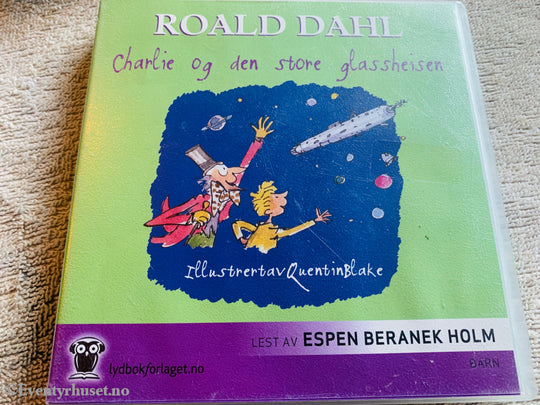 ROALD DAHL
Charlie og den store glassheisen
IllustrertavQuentinBlake
LEST AV ESPEN BERANEK HOLM
lydbokforlaget.no
BARN
© Eventyrhuset.no